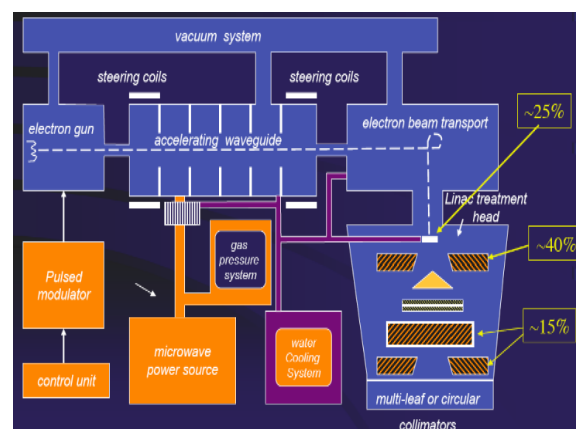 vacuum system
steering coils
steering coils
electron gun
accelerating waveguide
electron beam transport
~25%
Linac treatment
head
~40%
gas
pressure
system
Pulsed
modulator
~15%
microwave
power source
water
Cooling
System
control unit
multi-leaf or circular
collimators